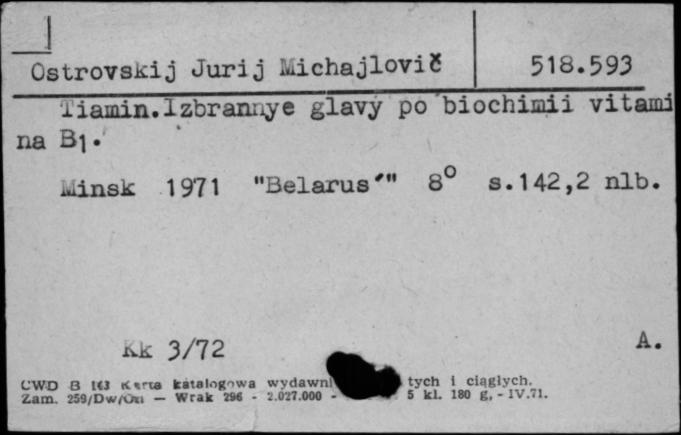 Ostrovskij Jurij Michajlovič 518.593
Tiamin.Izbrannye glavy po biochimii vitami
na B1.
Minsk 1971 "Belarus'" 8° s.142,2 nlb.
Kk 3/72 A.
CWD B 163 Karta katalogowa wydawni tych i ciągłych.
Zam. 259/Dw/ — Wrak 296 - 2.027.000 - 5 kl. 180 g, - IV.71.